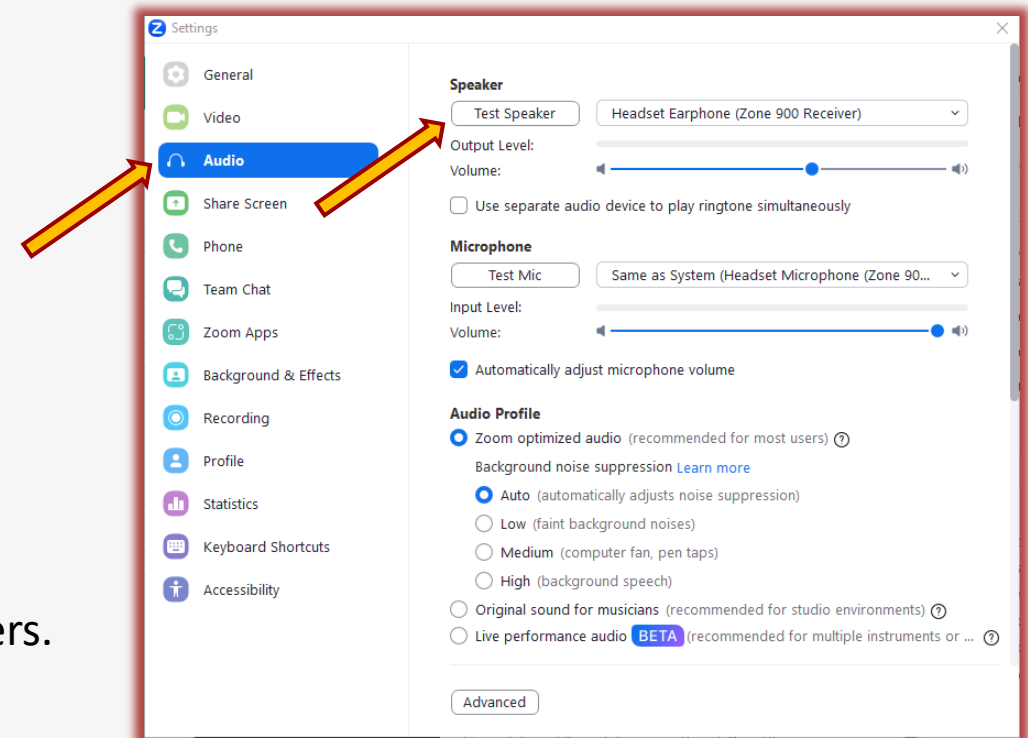 Settings
General
Video
Audio
Share Screen
Phone
Team Chat
Zoom Apps
Background & Effects
Recording
Profile
Statistics
Keyboard Shortcuts
Accessibility
ers.
Speaker
Test Speaker Headset Earphone (Zone 900 Receiver)
Output Level:
Volume:
Use separate audio device to play ringtone simultaneously
Microphone
Test Mic Same as System (Headset Microphone (Zone 90...
Input Level:
Volume:
Automatically adjust microphone volume
Audio Profile
Zoom optimized audio (recommended for most users) ?
Background noise suppression Learn more
Auto (automatically adjusts noise suppression)
Low (faint background noises)
Medium (computer fan, pen taps)
High (background speech)
Original sound for musicians (recommended for studio environments) ?
Live performance audio BETA (recommended for multiple instruments or ... ?
Advanced